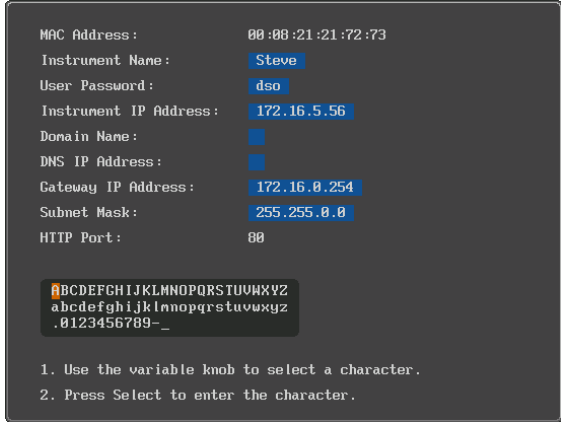 MAC Address: 00:08:21:21:72:73
Instrument Name: Steve
User Password: dso
Instrument IP Address: 172.16.5.56
Domain Name:
DNS IP Address:
Gateway IP Address: 172.16.0.254
Subnet Mask: 255.255.0.0
HTTP Port: 80
ABCDEFGHIJKLMNOPQRSTUVWXYZ
abcdefghijklmnopqrstuvwxyz
.0123456789-_
1. Use the variable knob to select a character.
2. Press Select to enter the character.